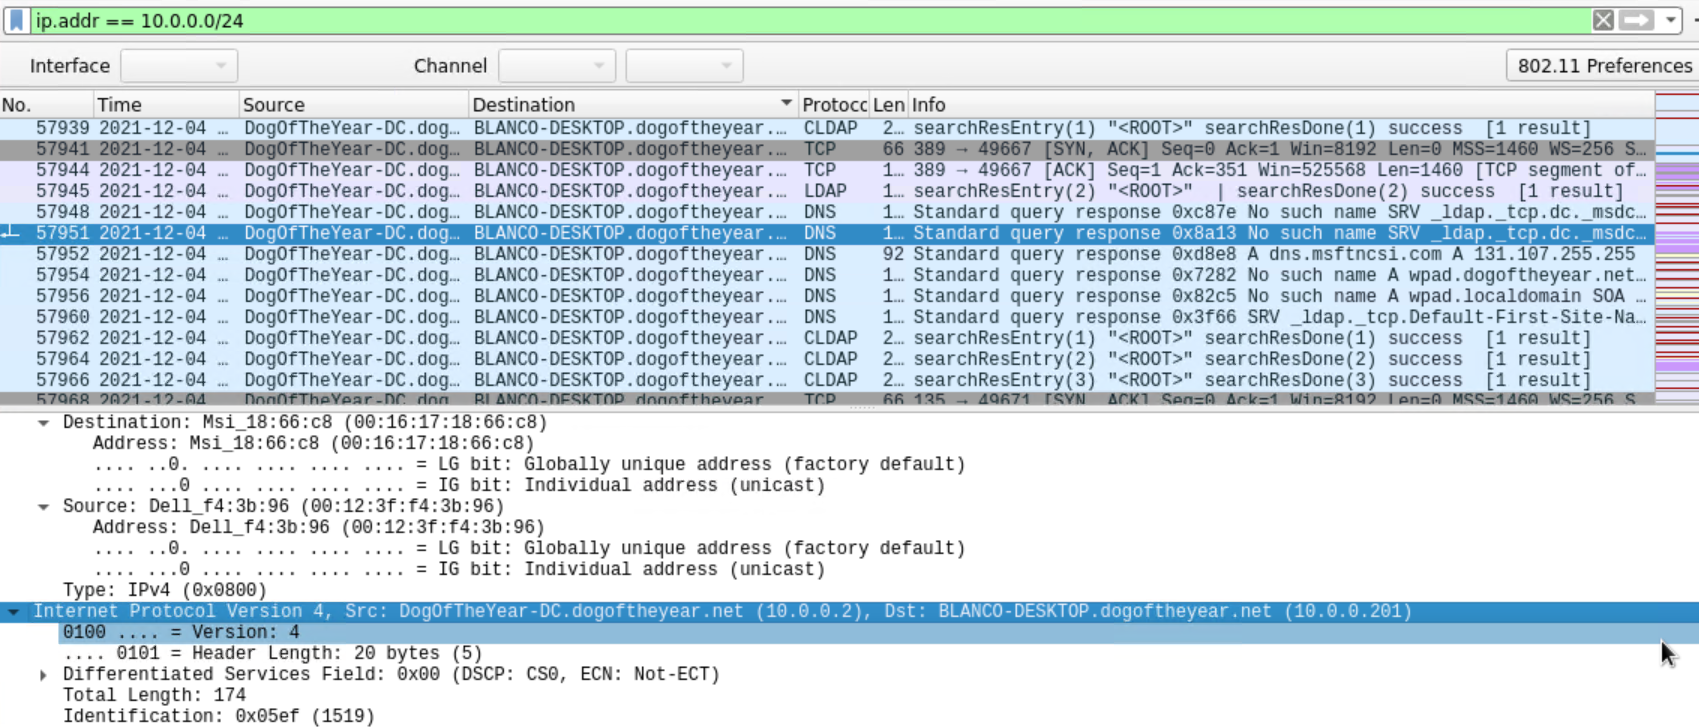 ip.addr == 10.0.0.0/24
Interface Channel 802.11 Preferences
No. Time Source Destination Protocc Len Info
57939 2021-12-04 … DogOfTheYear-DC.dog… BLANCO-DESKTOP.dogoftheyear.… CLDAP 2… searchResEntry(1) "<ROOT>" searchResDone(1) success [1 result]
57941 2021-12-04 … DogOfTheYear-DC.dog… BLANCO-DESKTOP.dogoftheyear.… TCP 66 389 → 49667 [SYN, ACK] Seq=0 Ack=1 Win=8192 Len=0 MSS=1460 WS=256 S…
57944 2021-12-04 … DogOfTheYear-DC.dog… BLANCO-DESKTOP.dogoftheyear.… TCP 1… 389 → 49667 [ACK] Seq=1 Ack=351 Win=525568 Len=1460 [TCP segment of…
57945 2021-12-04 … DogOfTheYear-DC.dog… BLANCO-DESKTOP.dogoftheyear.… LDAP 1… searchResEntry(2) "<ROOT>" | searchResDone(2) success [1 result]
57948 2021-12-04 … DogOfTheYear-DC.dog… BLANCO-DESKTOP.dogoftheyear.… DNS 1… Standard query response 0xc87e No such name SRV _ldap._tcp.dc._msdc…
57951 2021-12-04 … DogOfTheYear-DC.dog… BLANCO-DESKTOP.dogoftheyear.… DNS 1… Standard query response 0x8a13 No such name SRV _ldap._tcp.dc._msdc…
57952 2021-12-04 … DogOfTheYear-DC.dog… BLANCO-DESKTOP.dogoftheyear.… DNS 92 Standard query response 0xd8e8 A dns.msftncsi.com A 131.107.255.255
57954 2021-12-04 … DogOfTheYear-DC.dog… BLANCO-DESKTOP.dogoftheyear.… DNS 1… Standard query response 0x7282 No such name A wpad.dogoftheyear.net…
57956 2021-12-04 … DogOfTheYear-DC.dog… BLANCO-DESKTOP.dogoftheyear.… DNS 1… Standard query response 0x82c5 No such name A wpad.localdomain SOA …
57960 2021-12-04 … DogOfTheYear-DC.dog… BLANCO-DESKTOP.dogoftheyear.… DNS 1… Standard query response 0x3f66 SRV _ldap._tcp.Default-First-Site-Na…
57962 2021-12-04 … DogOfTheYear-DC.dog… BLANCO-DESKTOP.dogoftheyear.… CLDAP 2… searchResEntry(1) "<ROOT>" searchResDone(1) success [1 result]
57964 2021-12-04 … DogOfTheYear-DC.dog… BLANCO-DESKTOP.dogoftheyear.… CLDAP 2… searchResEntry(2) "<ROOT>" searchResDone(2) success [1 result]
57966 2021-12-04 … DogOfTheYear-DC.dog… BLANCO-DESKTOP.dogoftheyear.… CLDAP 2… searchResEntry(3) "<ROOT>" searchResDone(3) success [1 result]
57968 2021-12-04 … DogOfTheYear-DC.dog… BLANCO-DESKTOP.dogoftheyear.… TCP 66 135 → 49671 [SYN, ACK] Seq=0 Ack=1 Win=8192 Len=0 MSS=1460 WS=256 S…
Destination: Msi_18:66:c8 (00:16:17:18:66:c8)
Address: Msi_18:66:c8 (00:16:17:18:66:c8)
.... ..0. .... .... .... .... = LG bit: Globally unique address (factory default)
.... ...0 .... .... .... .... = IG bit: Individual address (unicast)
Source: Dell_f4:3b:96 (00:12:3f:f4:3b:96)
Address: Dell_f4:3b:96 (00:12:3f:f4:3b:96)
.... ..0. .... .... .... .... = LG bit: Globally unique address (factory default)
.... ...0 .... .... .... .... = IG bit: Individual address (unicast)
Type: IPv4 (0x0800)
Internet Protocol Version 4, Src: DogOfTheYear-DC.dogoftheyear.net (10.0.0.2), Dst: BLANCO-DESKTOP.dogoftheyear.net (10.0.0.201)
0100 .... = Version: 4
.... 0101 = Header Length: 20 bytes (5)
Differentiated Services Field: 0x00 (DSCP: CS0, ECN: Not-ECT)
Total Length: 174
Identification: 0x05ef (1519)